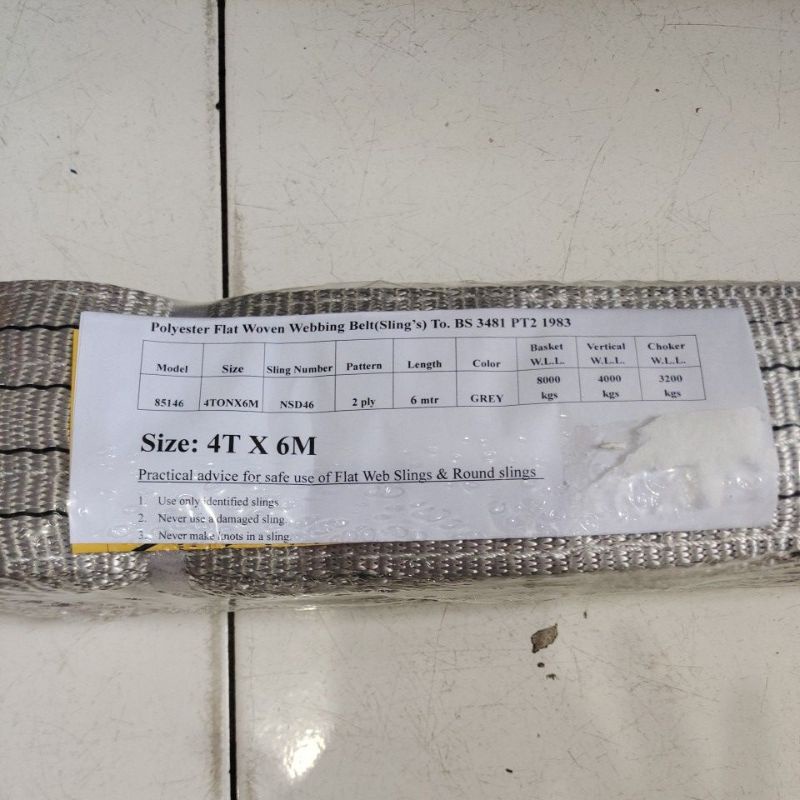 Polyester Flat Woven Webbing Belt(Sling's) To. BS 3481 PT2 1983
Model Size Sling Number Pattern Length Color Basket W.L.L. Vertical W.L.L. Choker W.L.L.
85146 4TONX6M NSD46 2 ply 6 mtr GREY 8000 kgs 4000 kgs 3200 kgs
Size: 4T X 6M
Practical advice for safe use of Flat Web Slings & Round slings
1. Use only identified slings
2. Never use a damaged sling.
3. Never make knots in a sling.